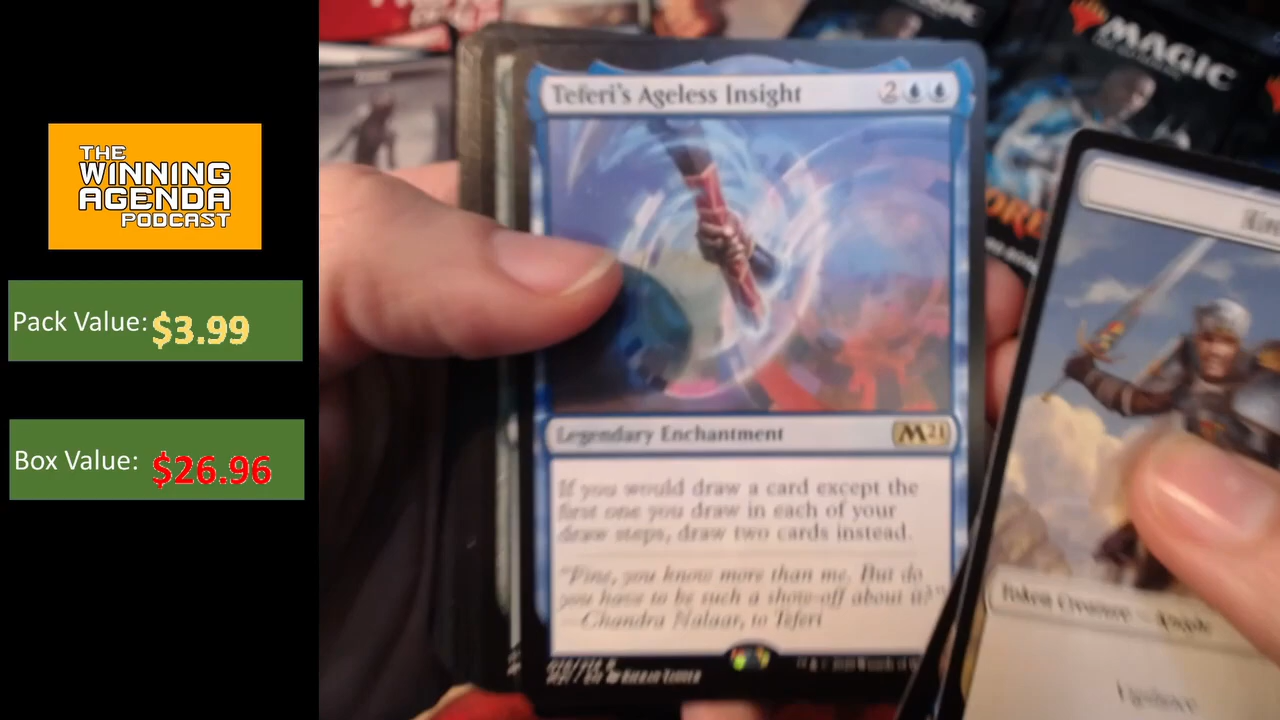 THE
WINNING
AGENDA
PODCAST
Pack Value: $3.99
Box Value: $26.96
Teferi's Ageless Insight 2
Legendary Enchantment M21
If you would draw a card except the
first one you draw in each of your
draw steps, draw two cards instead.
"Fine, you know more than me. But do
you have to be such a show-off about it?"
—Chandra Nalaar, to Teferi
MAGIC
Token Creature